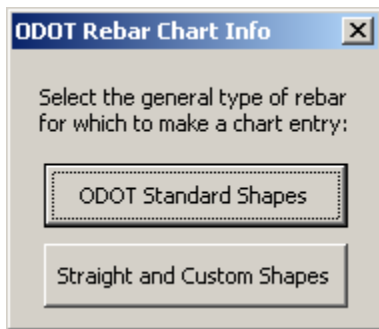 ODOT Rebar Chart Info
Select the general type of rebar
for which to make a chart entry:
ODOT Standard Shapes
Straight and Custom Shapes